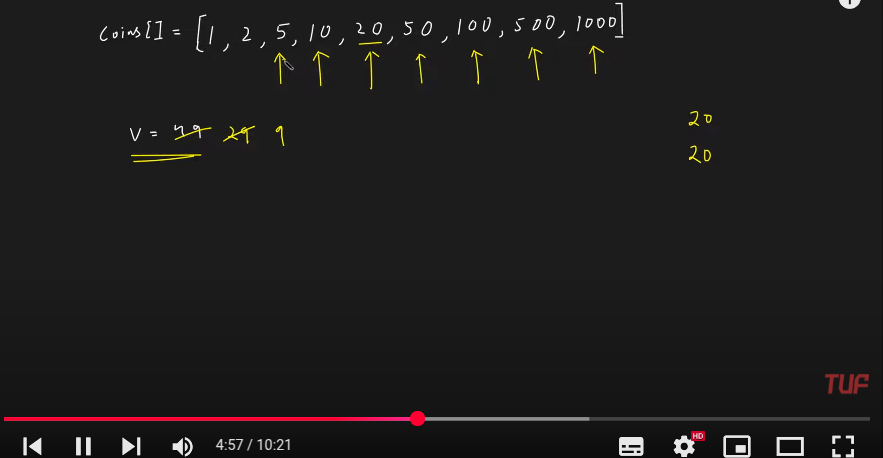 coins[] = [1, 2, 5, 10, 20, 50, 100, 500, 1000]
V = 49 29 9
20
20
TUF
4:57 / 10:21
HD